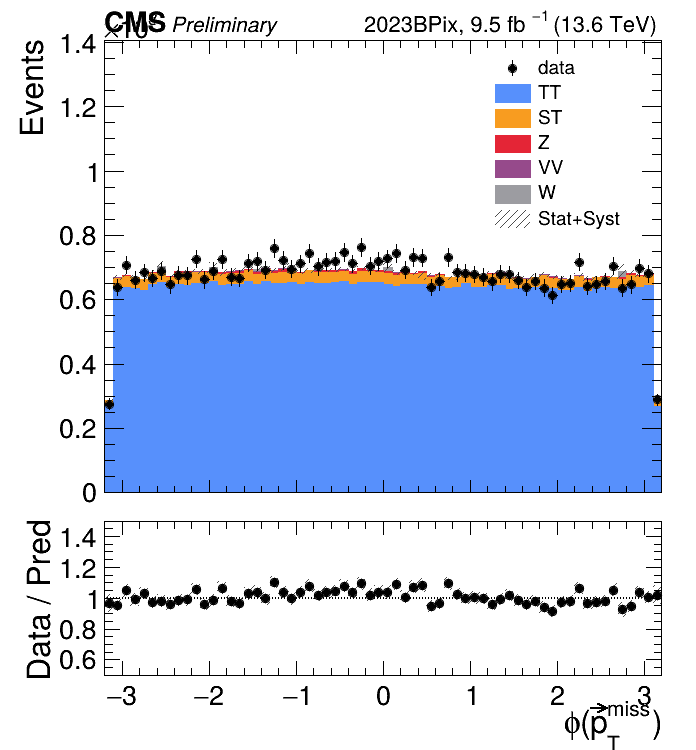 CMS Preliminary 2023BPix, 9.5 fb⁻¹ (13.6 TeV)
Events
1.4
1.2
1
0.8
0.6
0.4
0.2
0
data
TT
ST
Z
VV
W
Stat+Syst
Data / Pred
1.4
1.2
1
0.8
0.6
−3 −2 −1 0 1 2 3
ϕ(p⃗ T miss)